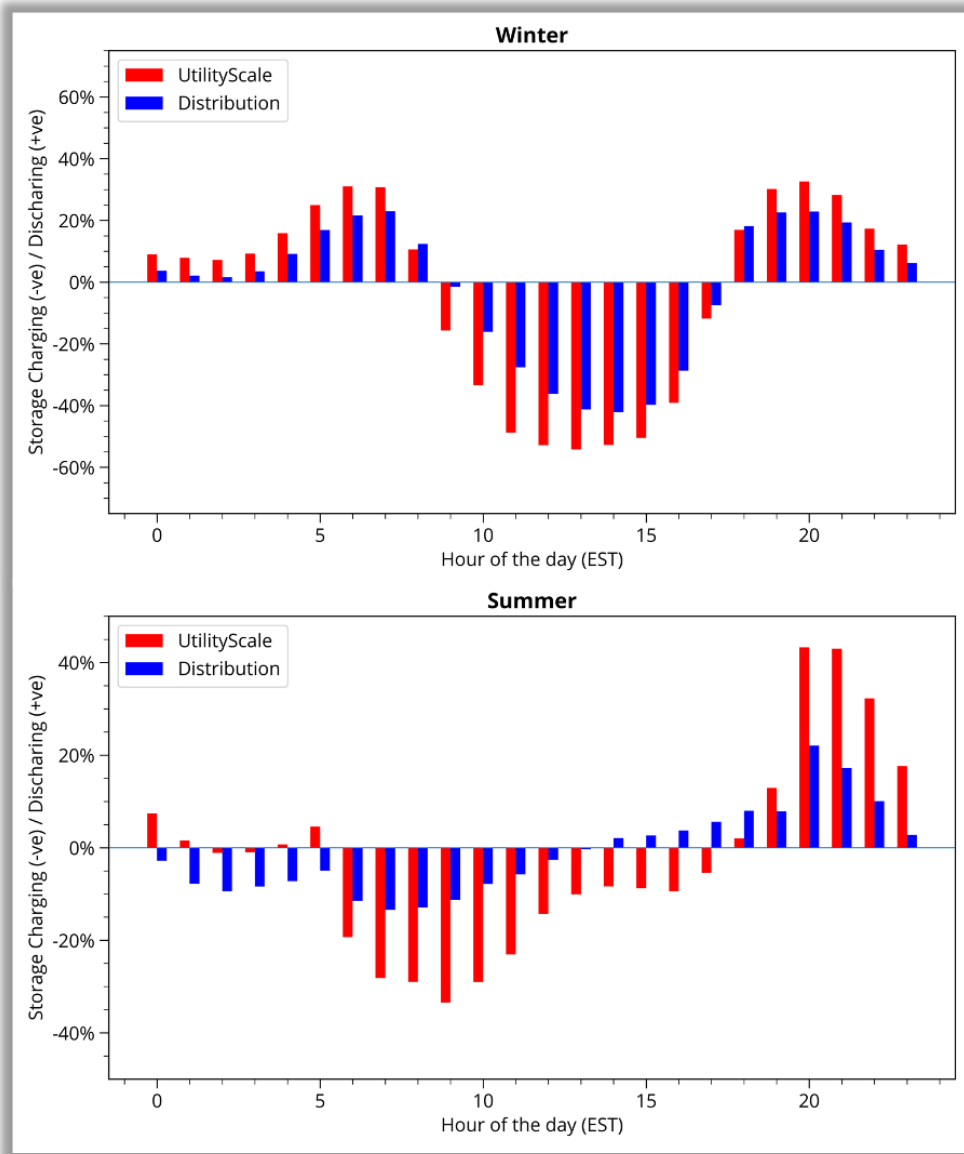 Winter
UtilityScale
Distribution
Storage Charging (-ve) / Discharing (+ve)
60%
40%
20%
0%
-20%
-40%
-60%
0 5 10 15 20
Hour of the day (EST)
Summer
UtilityScale
Distribution
Storage Charging (-ve) / Discharing (+ve)
40%
20%
0%
-20%
-40%
0 5 10 15 20
Hour of the day (EST)